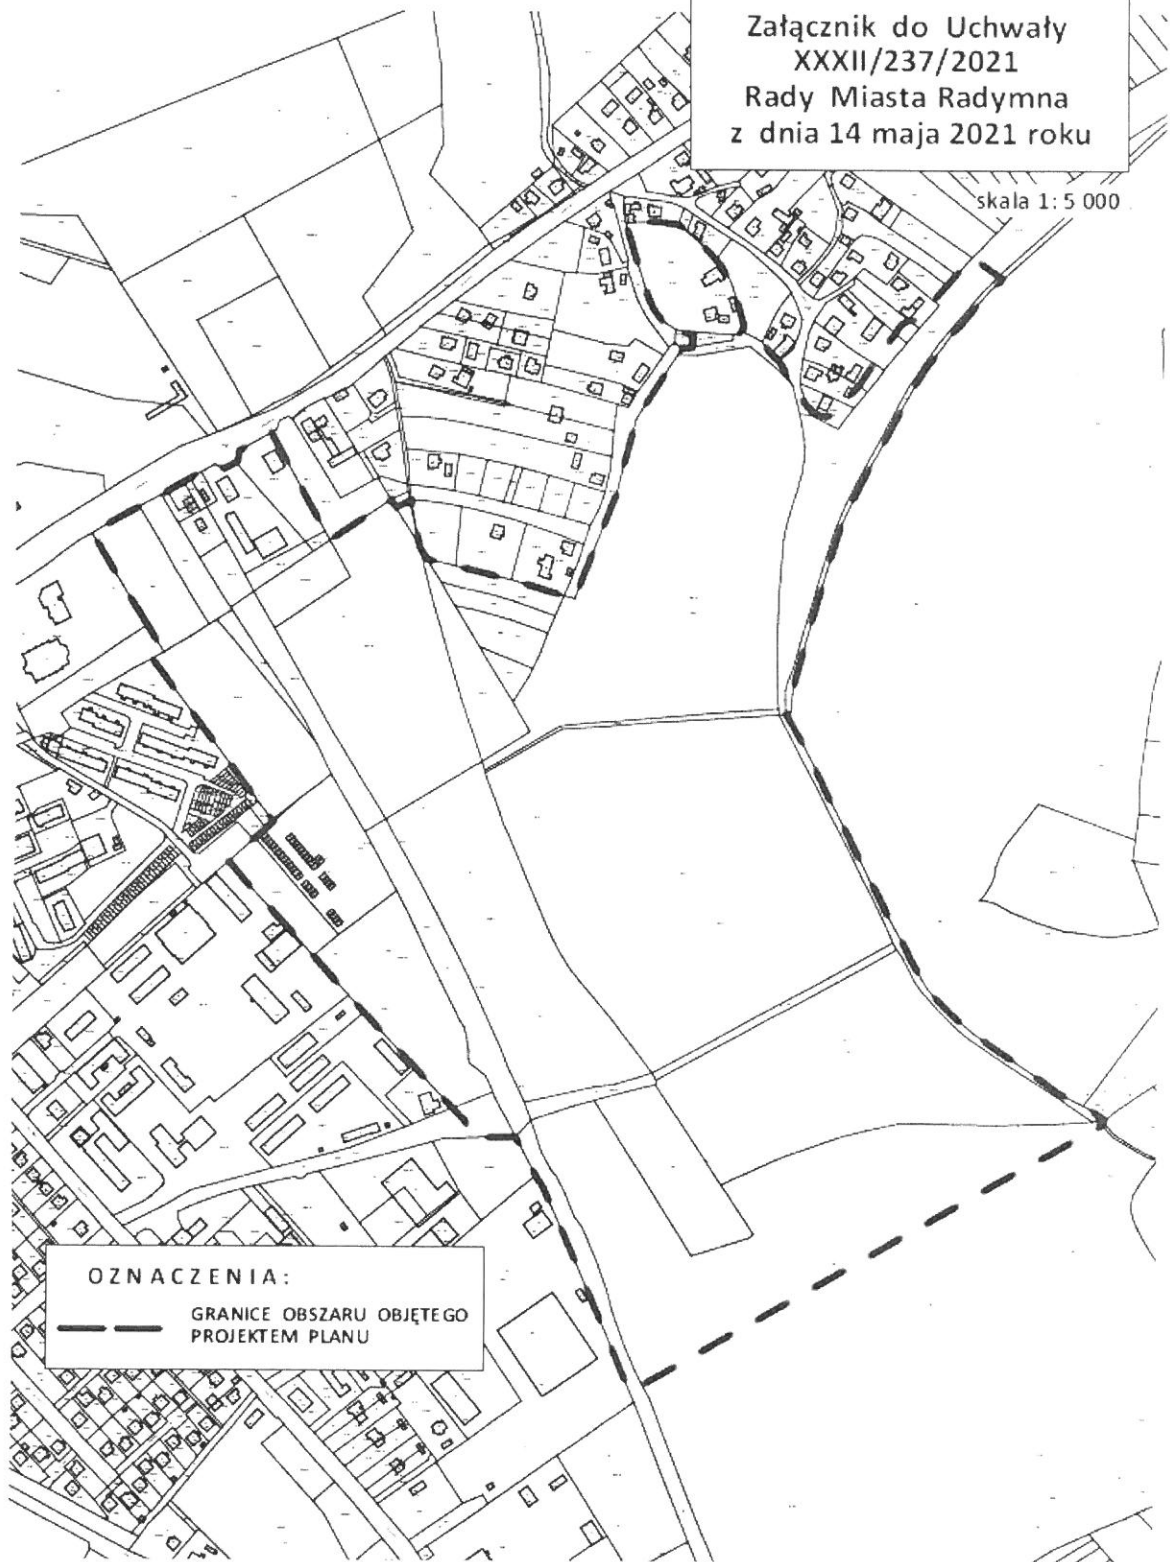 Załącznik do Uchwały
XXXII/237/2021
Rady Miasta Radymna
z dnia 14 maja 2021 roku
skala 1: 5 000
OZNACZENIA:
GRANICE OBSZARU OBJĘTEGO
PROJEKTEM PLANU